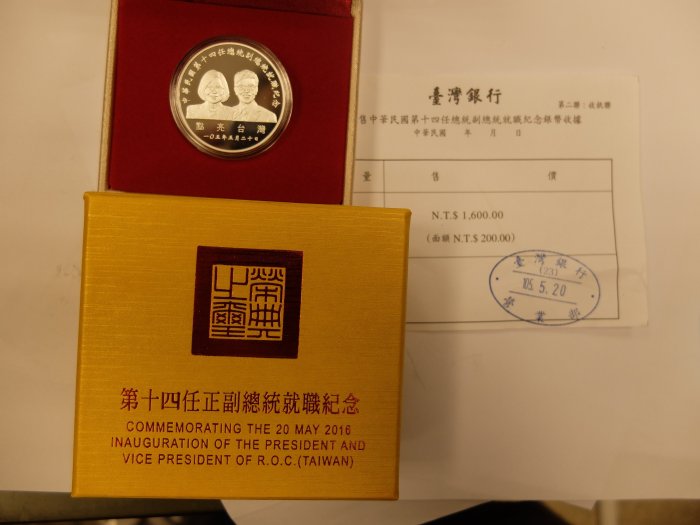 中華民國第十四任總統副總統就職紀念
點亮台灣
一〇五年五月二十日
臺灣銀行
第二聯：收執聯
售中華民國第十四任總統副總統就職紀念銀幣收據
中華民國 年 月 日
量 售 價
N.T.$ 1,600.00
(面額 N.T.$ 200.00)
臺灣銀行
(23)
105. 5. 20
營業部
榮典
之璽
第十四任正副總統就職紀念
COMMEMORATING THE 20 MAY 2016
INAUGURATION OF THE PRESIDENT AND
VICE PRESIDENT OF R.O.C.(TAIWAN)